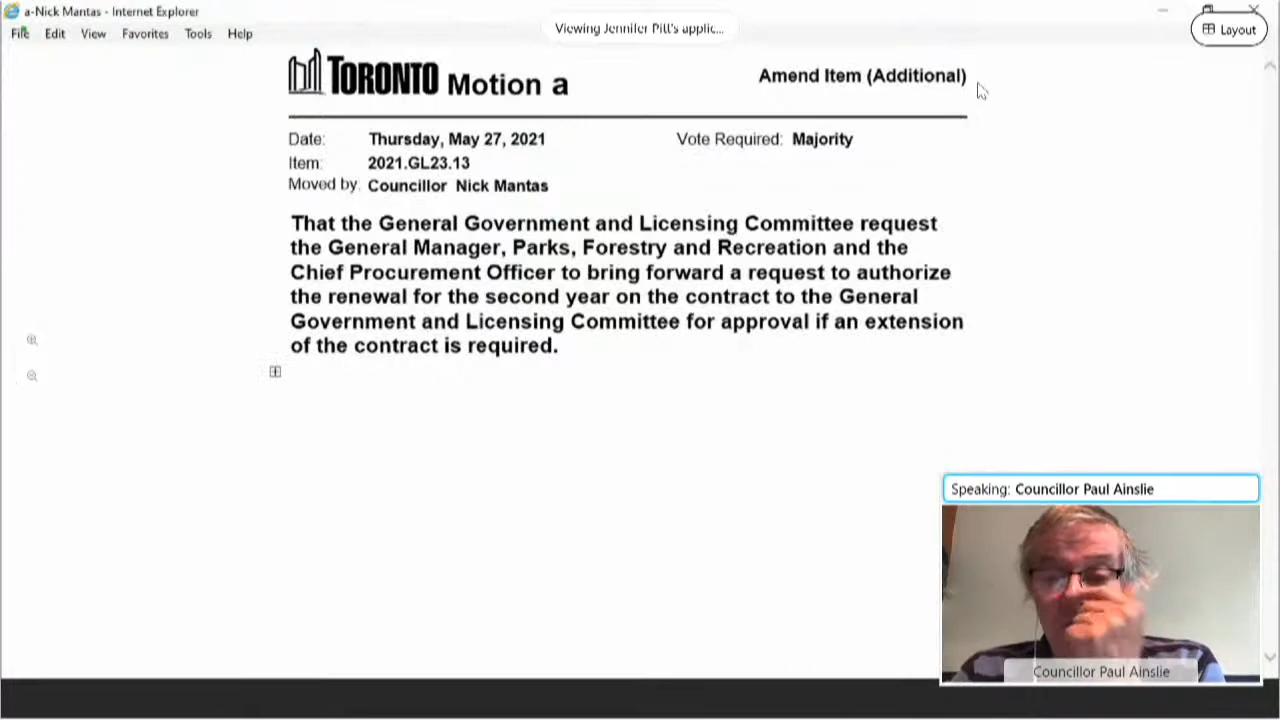 a-Nick Mantas - Internet Explorer
Viewing Jennifer Pill's applic...
File Edit View Favorites Tools Help
Layout
TORONTO Motion a
Amend Item (Additional)
Date: Thursday, May 27, 2021
Vote Required: Majority
Item: 2021.GL23.13
Moved by: Councillor Nick Mantas
That the General Government and Licensing Committee request
the General Manager, Parks, Forestry and Recreation and the
Chief Procurement Officer to bring forward a request to authorize
the renewal for the second year on the contract to the General
Government and Licensing Committee for approval if an extension
of the contract is required.
Speaking: Councillor Paul Ainslie
Councillor Paul Ainslie